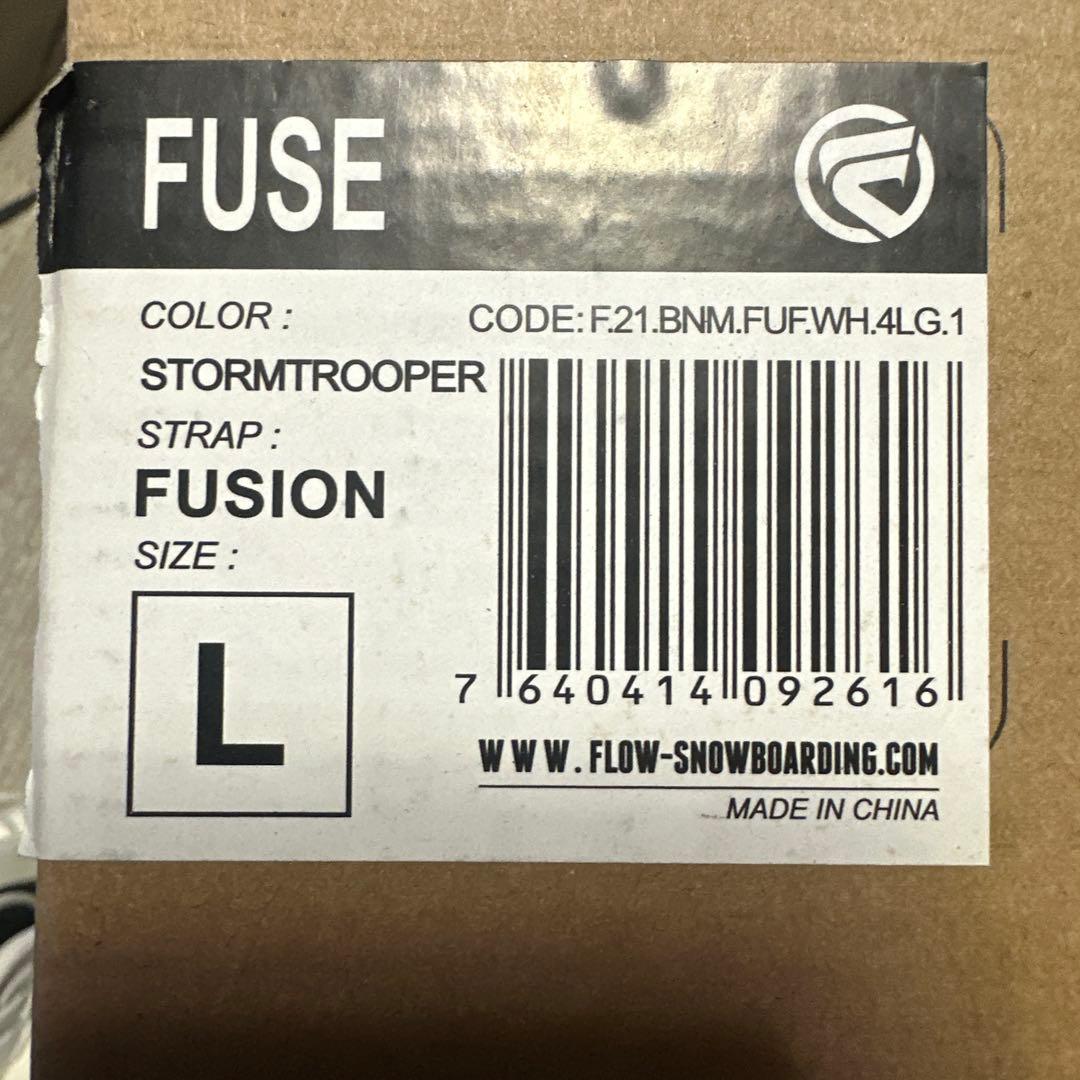 FUSE
COLOR :
CODE: F.21.BNM.FUF.WH.4LG.1
STORMTROOPER
STRAP :
FUSION
SIZE :
L
7 640414 092616
WWW.FLOW-SNOWBOARDING.COM
MADE IN CHINA